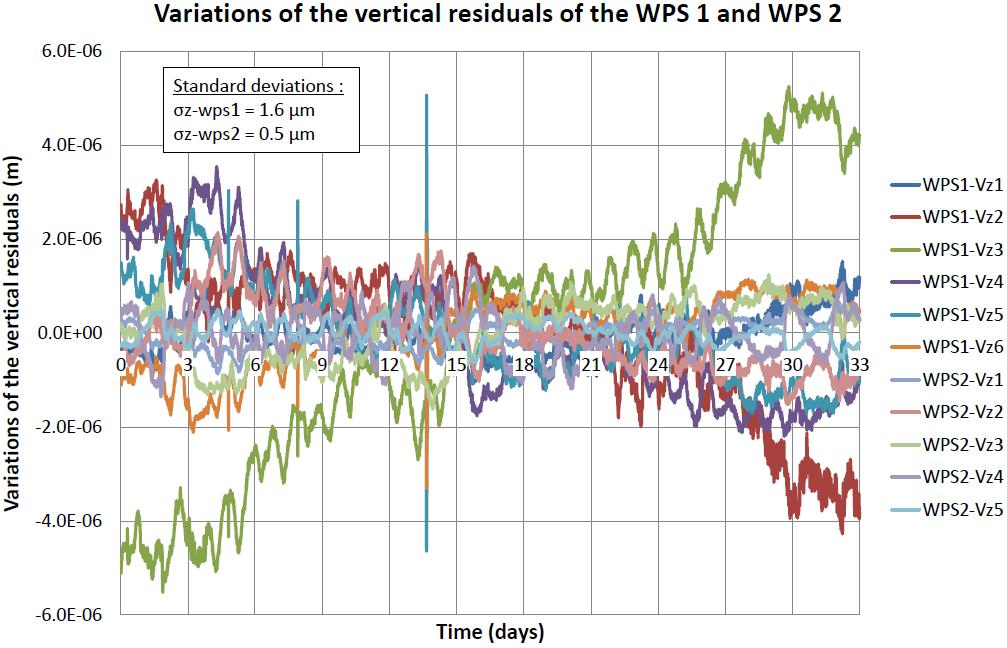 Variations of the vertical residuals of the WPS 1 and WPS 2
6.0E-06
4.0E-06
2.0E-06
0.0E+00
-2.0E-06
-4.0E-06
-6.0E-06
Variations of the vertical residuals (m)
Standard deviations :
σz-wps1 = 1.6 µm
σz-wps2 = 0.5 µm
0 3 6 9 12 15 18 21 24 27 30 33
Time (days)
WPS1-Vz1
WPS1-Vz2
WPS1-Vz3
WPS1-Vz4
WPS1-Vz5
WPS1-Vz6
WPS2-Vz1
WPS2-Vz2
WPS2-Vz3
WPS2-Vz4
WPS2-Vz5